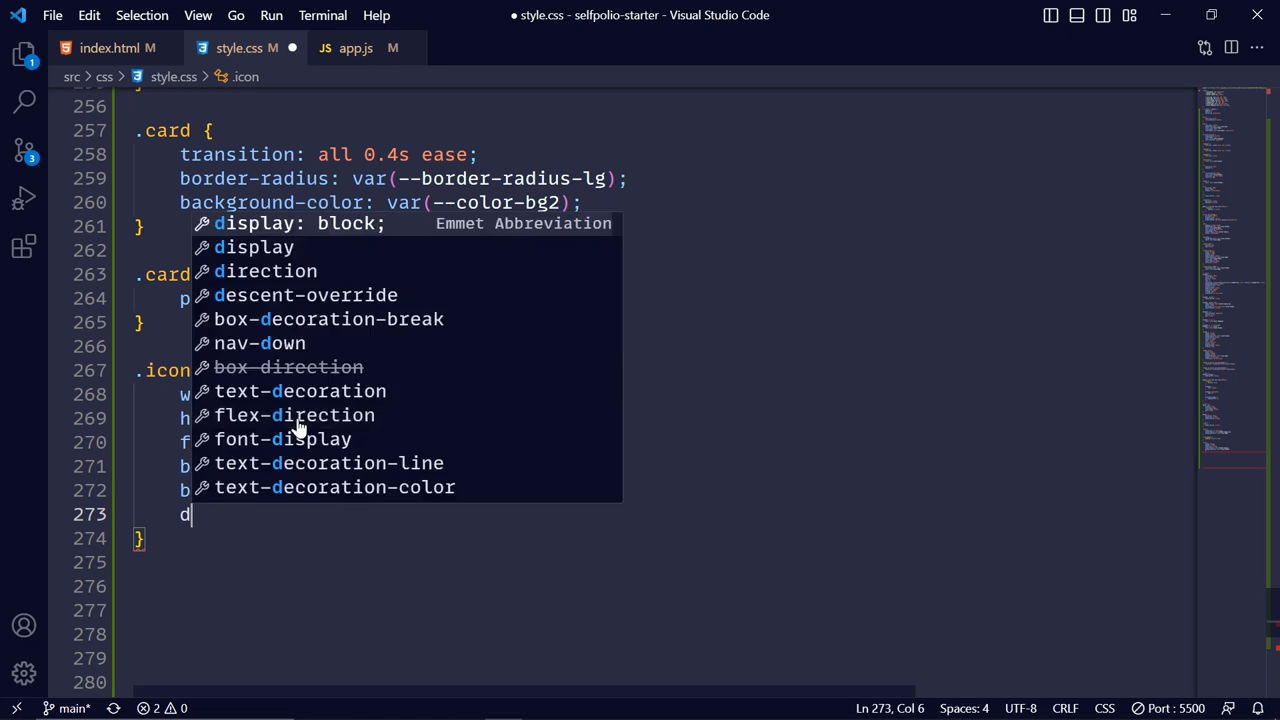 File Edit Selection View Go Run Terminal Help
● style.css - selfpolio-starter - Visual Studio Code
index.html M
style.css M ●
JS app.js M
src > css > style.css > .icon
256
257 .card {
258 transition: all 0.4s ease;
259 border-radius: var(--border-radius-lg);
260 background-color: var(--color-bg2);
261 }
display: block; Emmet Abbreviation
262
display
263 .card
direction
264 p
descent-override
265 }
box-decoration-break
266
nav-down
267 .icon
box-direction
268 w
text-decoration
269 h
flex-direction
270 f
font-display
271 b
text-decoration-line
272 b
text-decoration-color
273 d
274 }
275
276
277
278
279
280
1
3
main* 2 0 Ln 273, Col 6 Spaces: 4 UTF-8 CRLF CSS Port : 5500